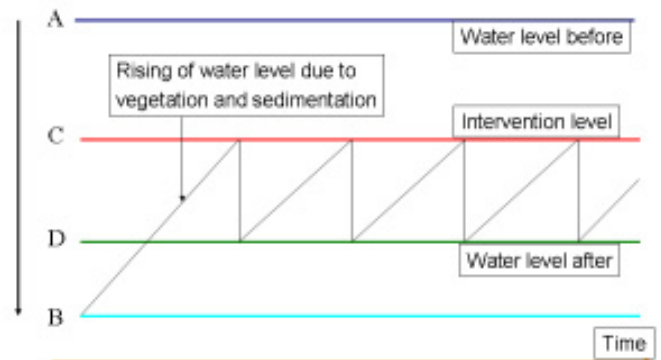 A
Water level before
Rising of water level due to
vegetation and sedimentation
C
Intervention level
D
Water level after
B
Time